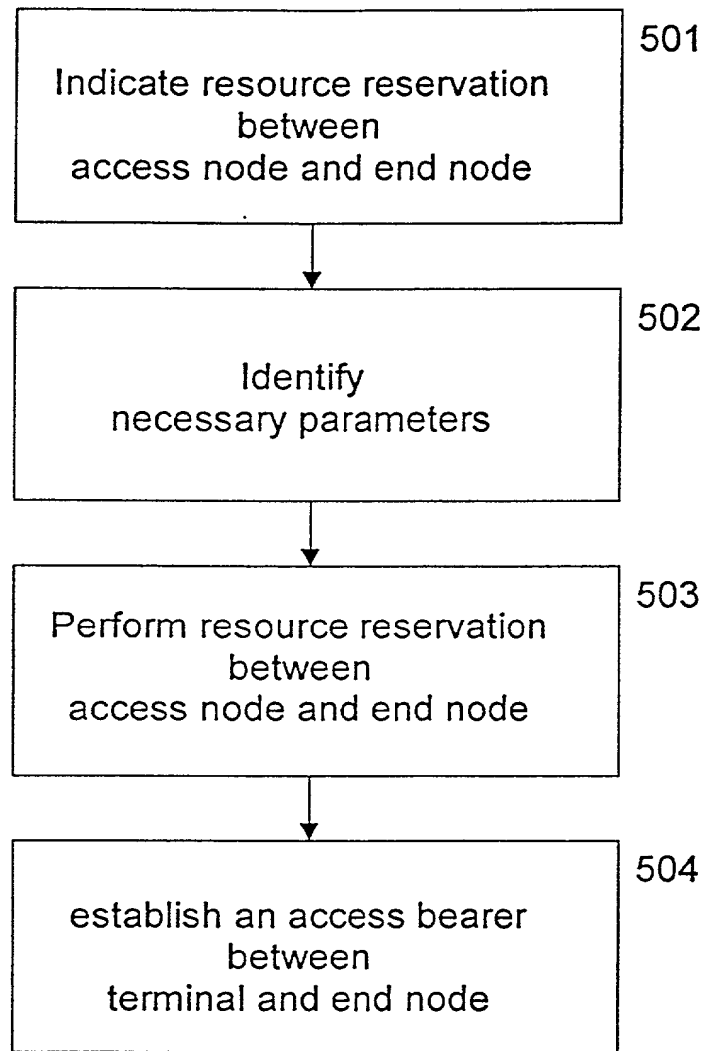 501
Indicate resource reservation
between
access node and end node
502
Identify
necessary parameters
503
Perform resource reservation
between
access node and end node
504
establish an access bearer
between
terminal and end node